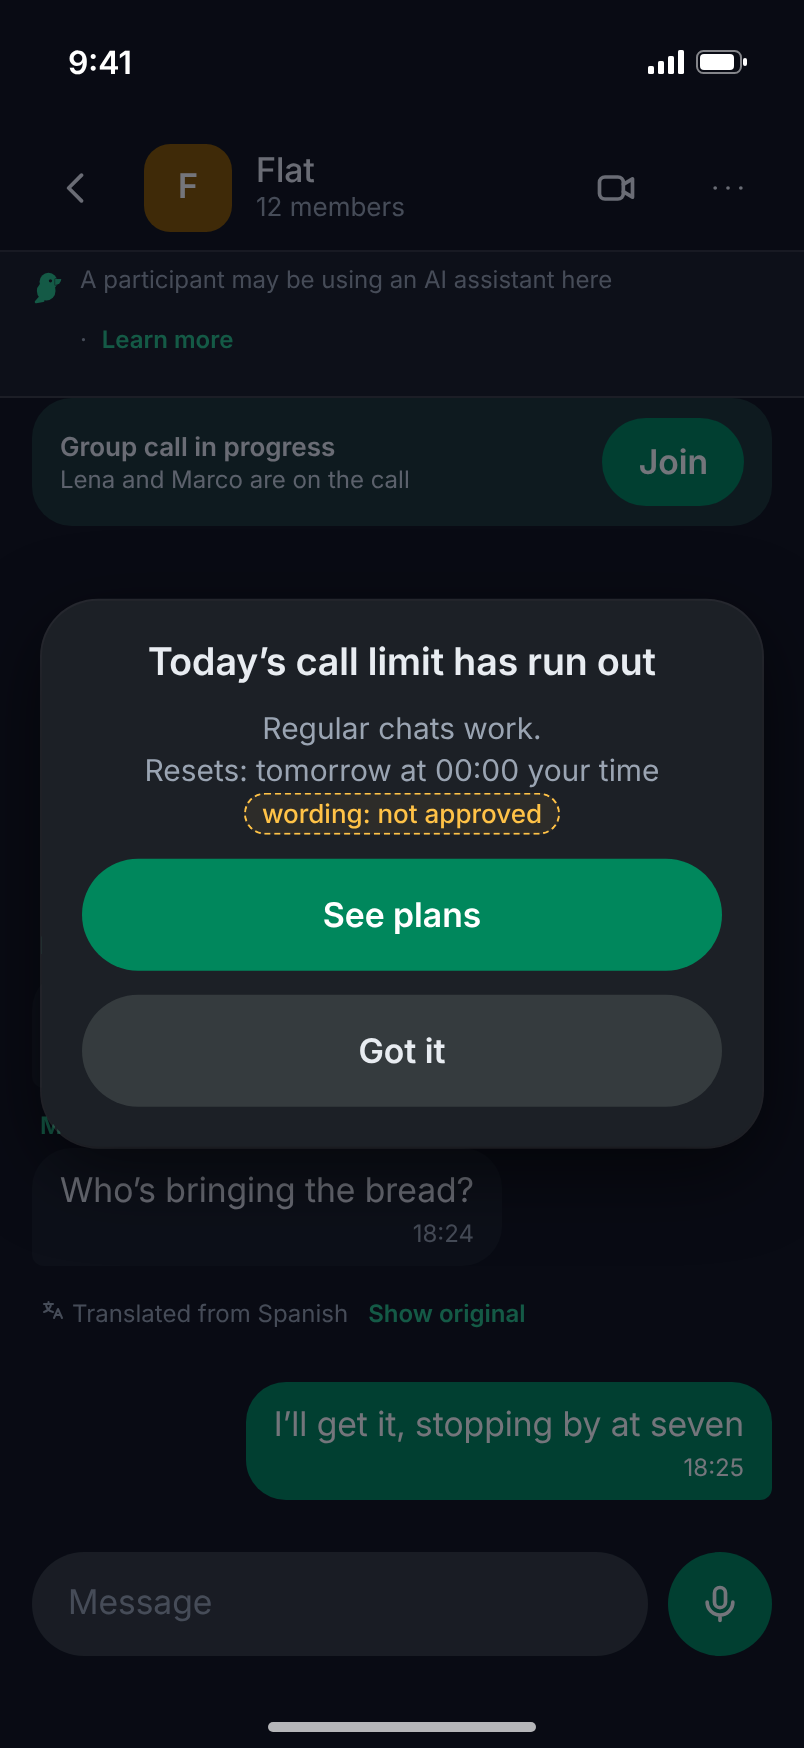 9:41
F
Flat
12 members
A participant may be using an AI assistant here
· Learn more
Group call in progress
Lena and Marco are on the call
Join
Today’s call limit has run out
Regular chats work.
Resets: tomorrow at 00:00 your time
wording: not approved
See plans
Got it
Who’s bringing the bread?
18:24
Translated from Spanish Show original
I’ll get it, stopping by at seven
18:25
Message